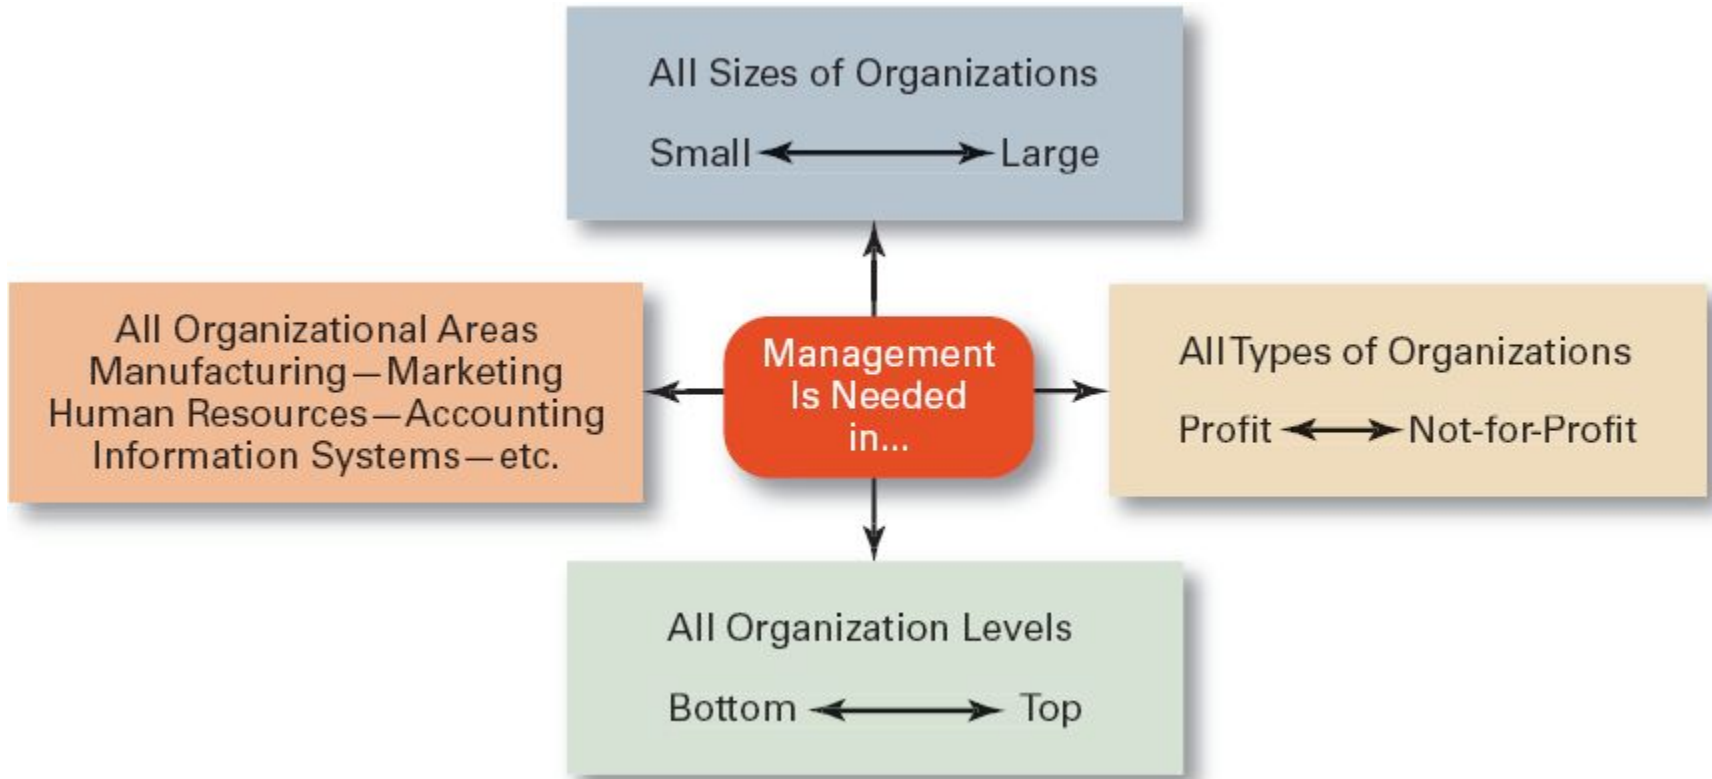 All Sizes of Organizations
Small Large
All Organizational Areas
Manufacturing—Marketing
Human Resources—Accounting
Information Systems—etc.
Management
Is Needed
in...
All Types of Organizations
Profit Not-for-Profit
All Organization Levels
Bottom Top